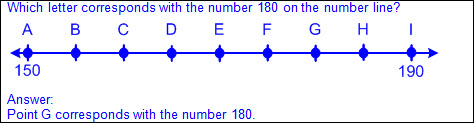 Which letter corresponds with the number 180 on the number line?
A B C D E F G H I
150 190
Answer:
Point G corresponds with the number 180.